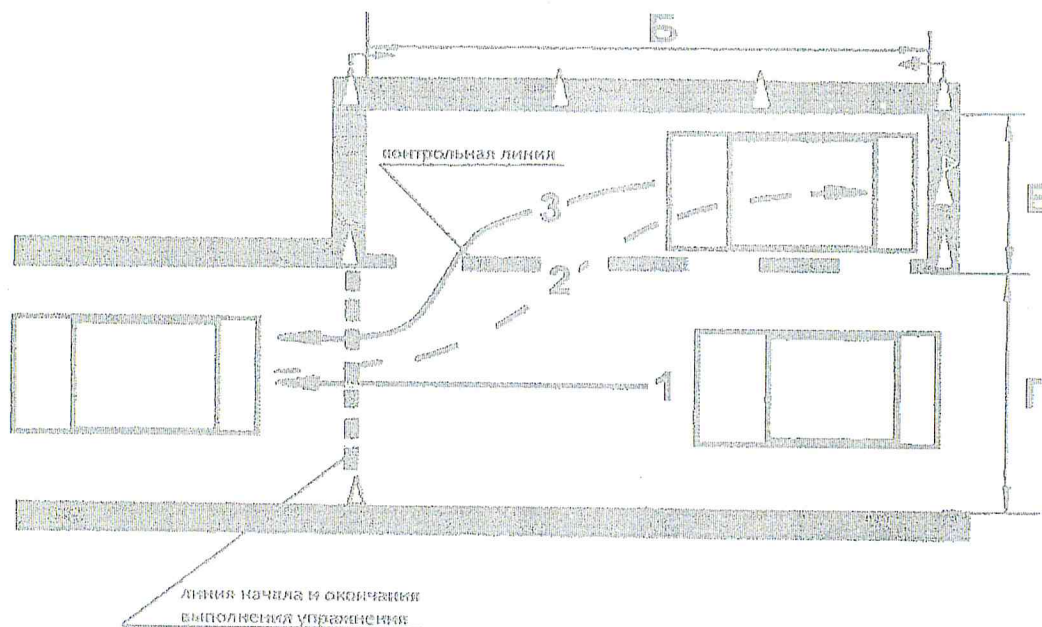 Б
контрольная линия
3
2
1
Г
линия начала и окончания
выполнения упражнения